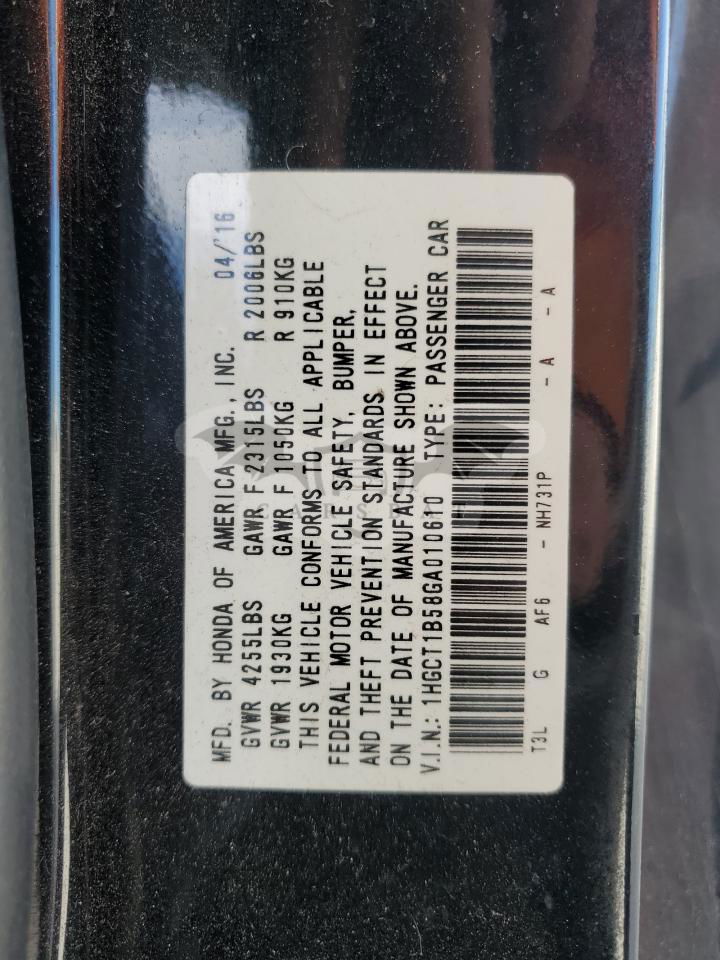 MFD. BY HONDA OF AMERICA MFG., INC. 04/'16
GVWR 4255LBS GAWR F 2315LBS R 2006LBS
GVWR 1930KG GAWR F 1050KG R 910KG
THIS VEHICLE CONFORMS TO ALL APPLICABLE
FEDERAL MOTOR VEHICLE SAFETY, BUMPER,
AND THEFT PREVENTION STANDARDS IN EFFECT
ON THE DATE OF MANUFACTURE SHOWN ABOVE.
V.I.N.: 1HGCT1B58GA010610 TYPE: PASSENGER CAR
T3L G AF6 - NH731P - A - A